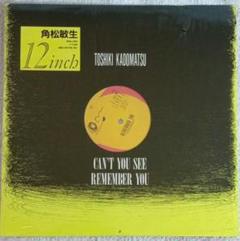 角松敏生
12inch
TOSHIKI KADOMATSU
CAN'T YOU SEE
REMEMBER YOU